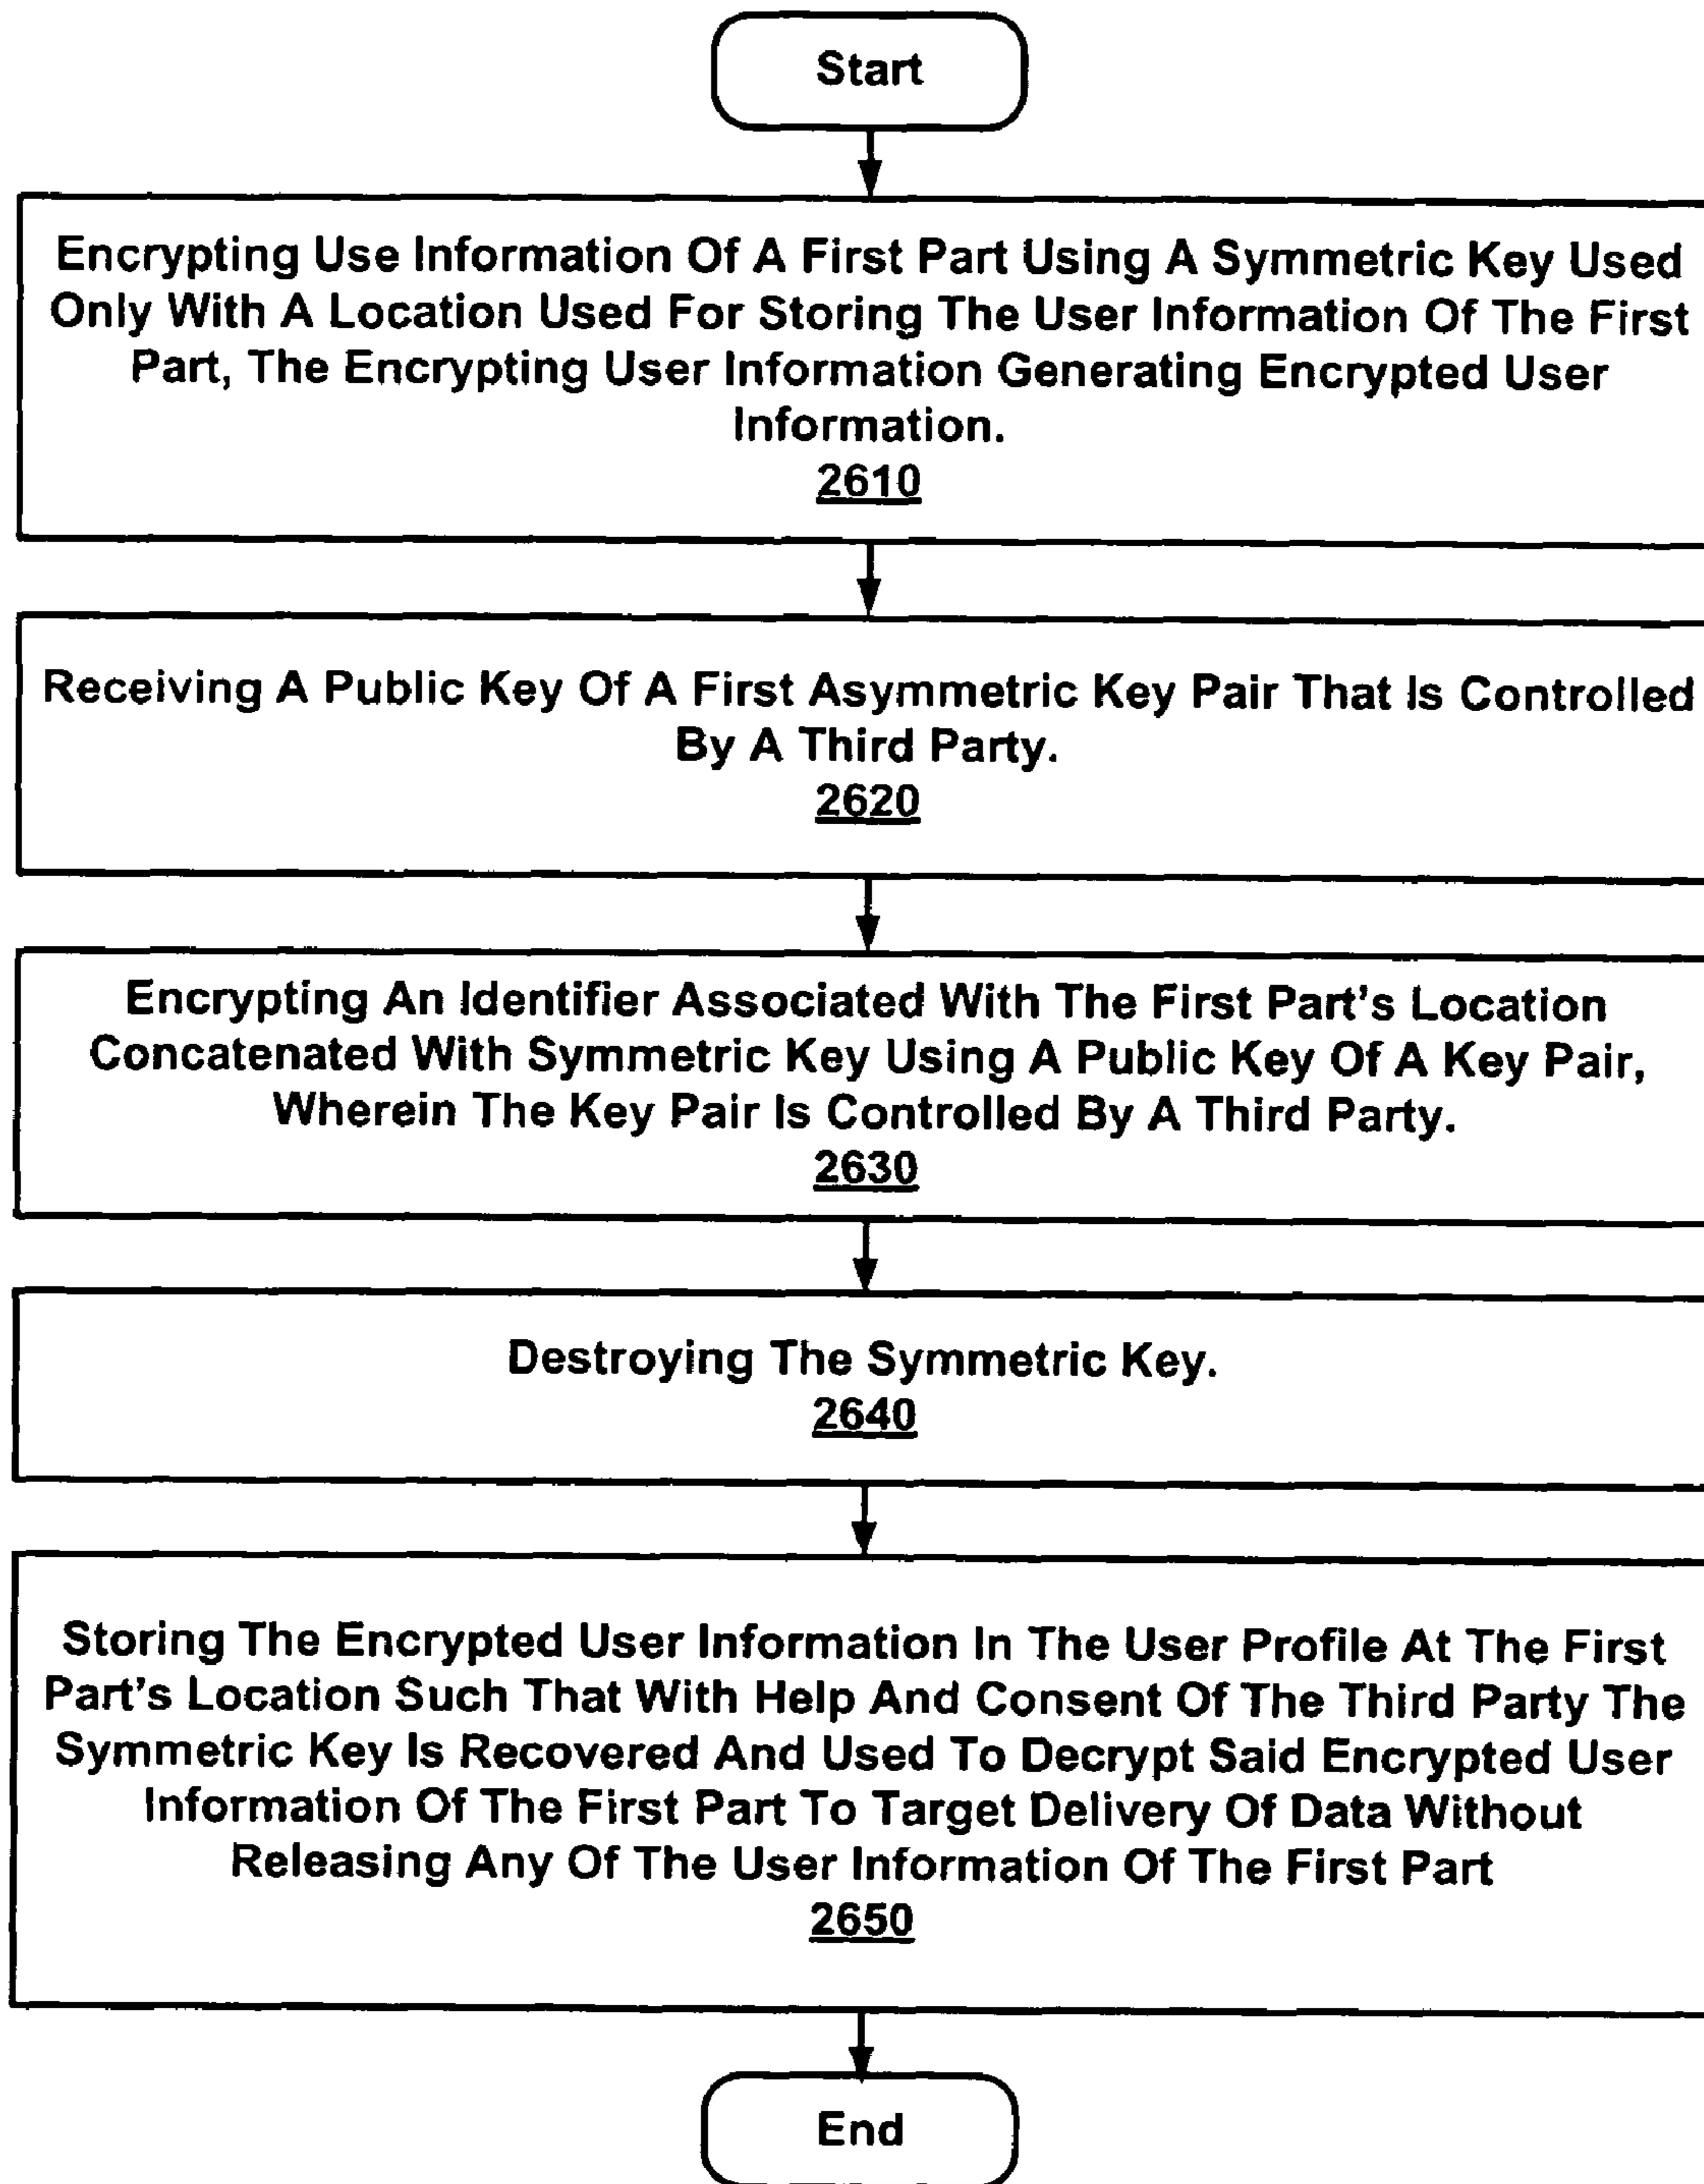 Start
Encrypting Use Information Of A First Part Using A Symmetric Key Used
Only With A Location Used For Storing The User Information Of The First
Part, The Encrypting User Information Generating Encrypted User
Information.
2610
Receiving A Public Key Of A First Asymmetric Key Pair That Is Controlled
By A Third Party.
2620
Encrypting An Identifier Associated With The First Part's Location
Concatenated With Symmetric Key Using A Public Key Of A Key Pair,
Wherein The Key Pair Is Controlled By A Third Party.
2630
Destroying The Symmetric Key.
2640
Storing The Encrypted User Information In The User Profile At The First
Part's Location Such That With Help And Consent Of The Third Party The
Symmetric Key Is Recovered And Used To Decrypt Said Encrypted User
Information Of The First Part To Target Delivery Of Data Without
Releasing Any Of The User Information Of The First Part
2650
End